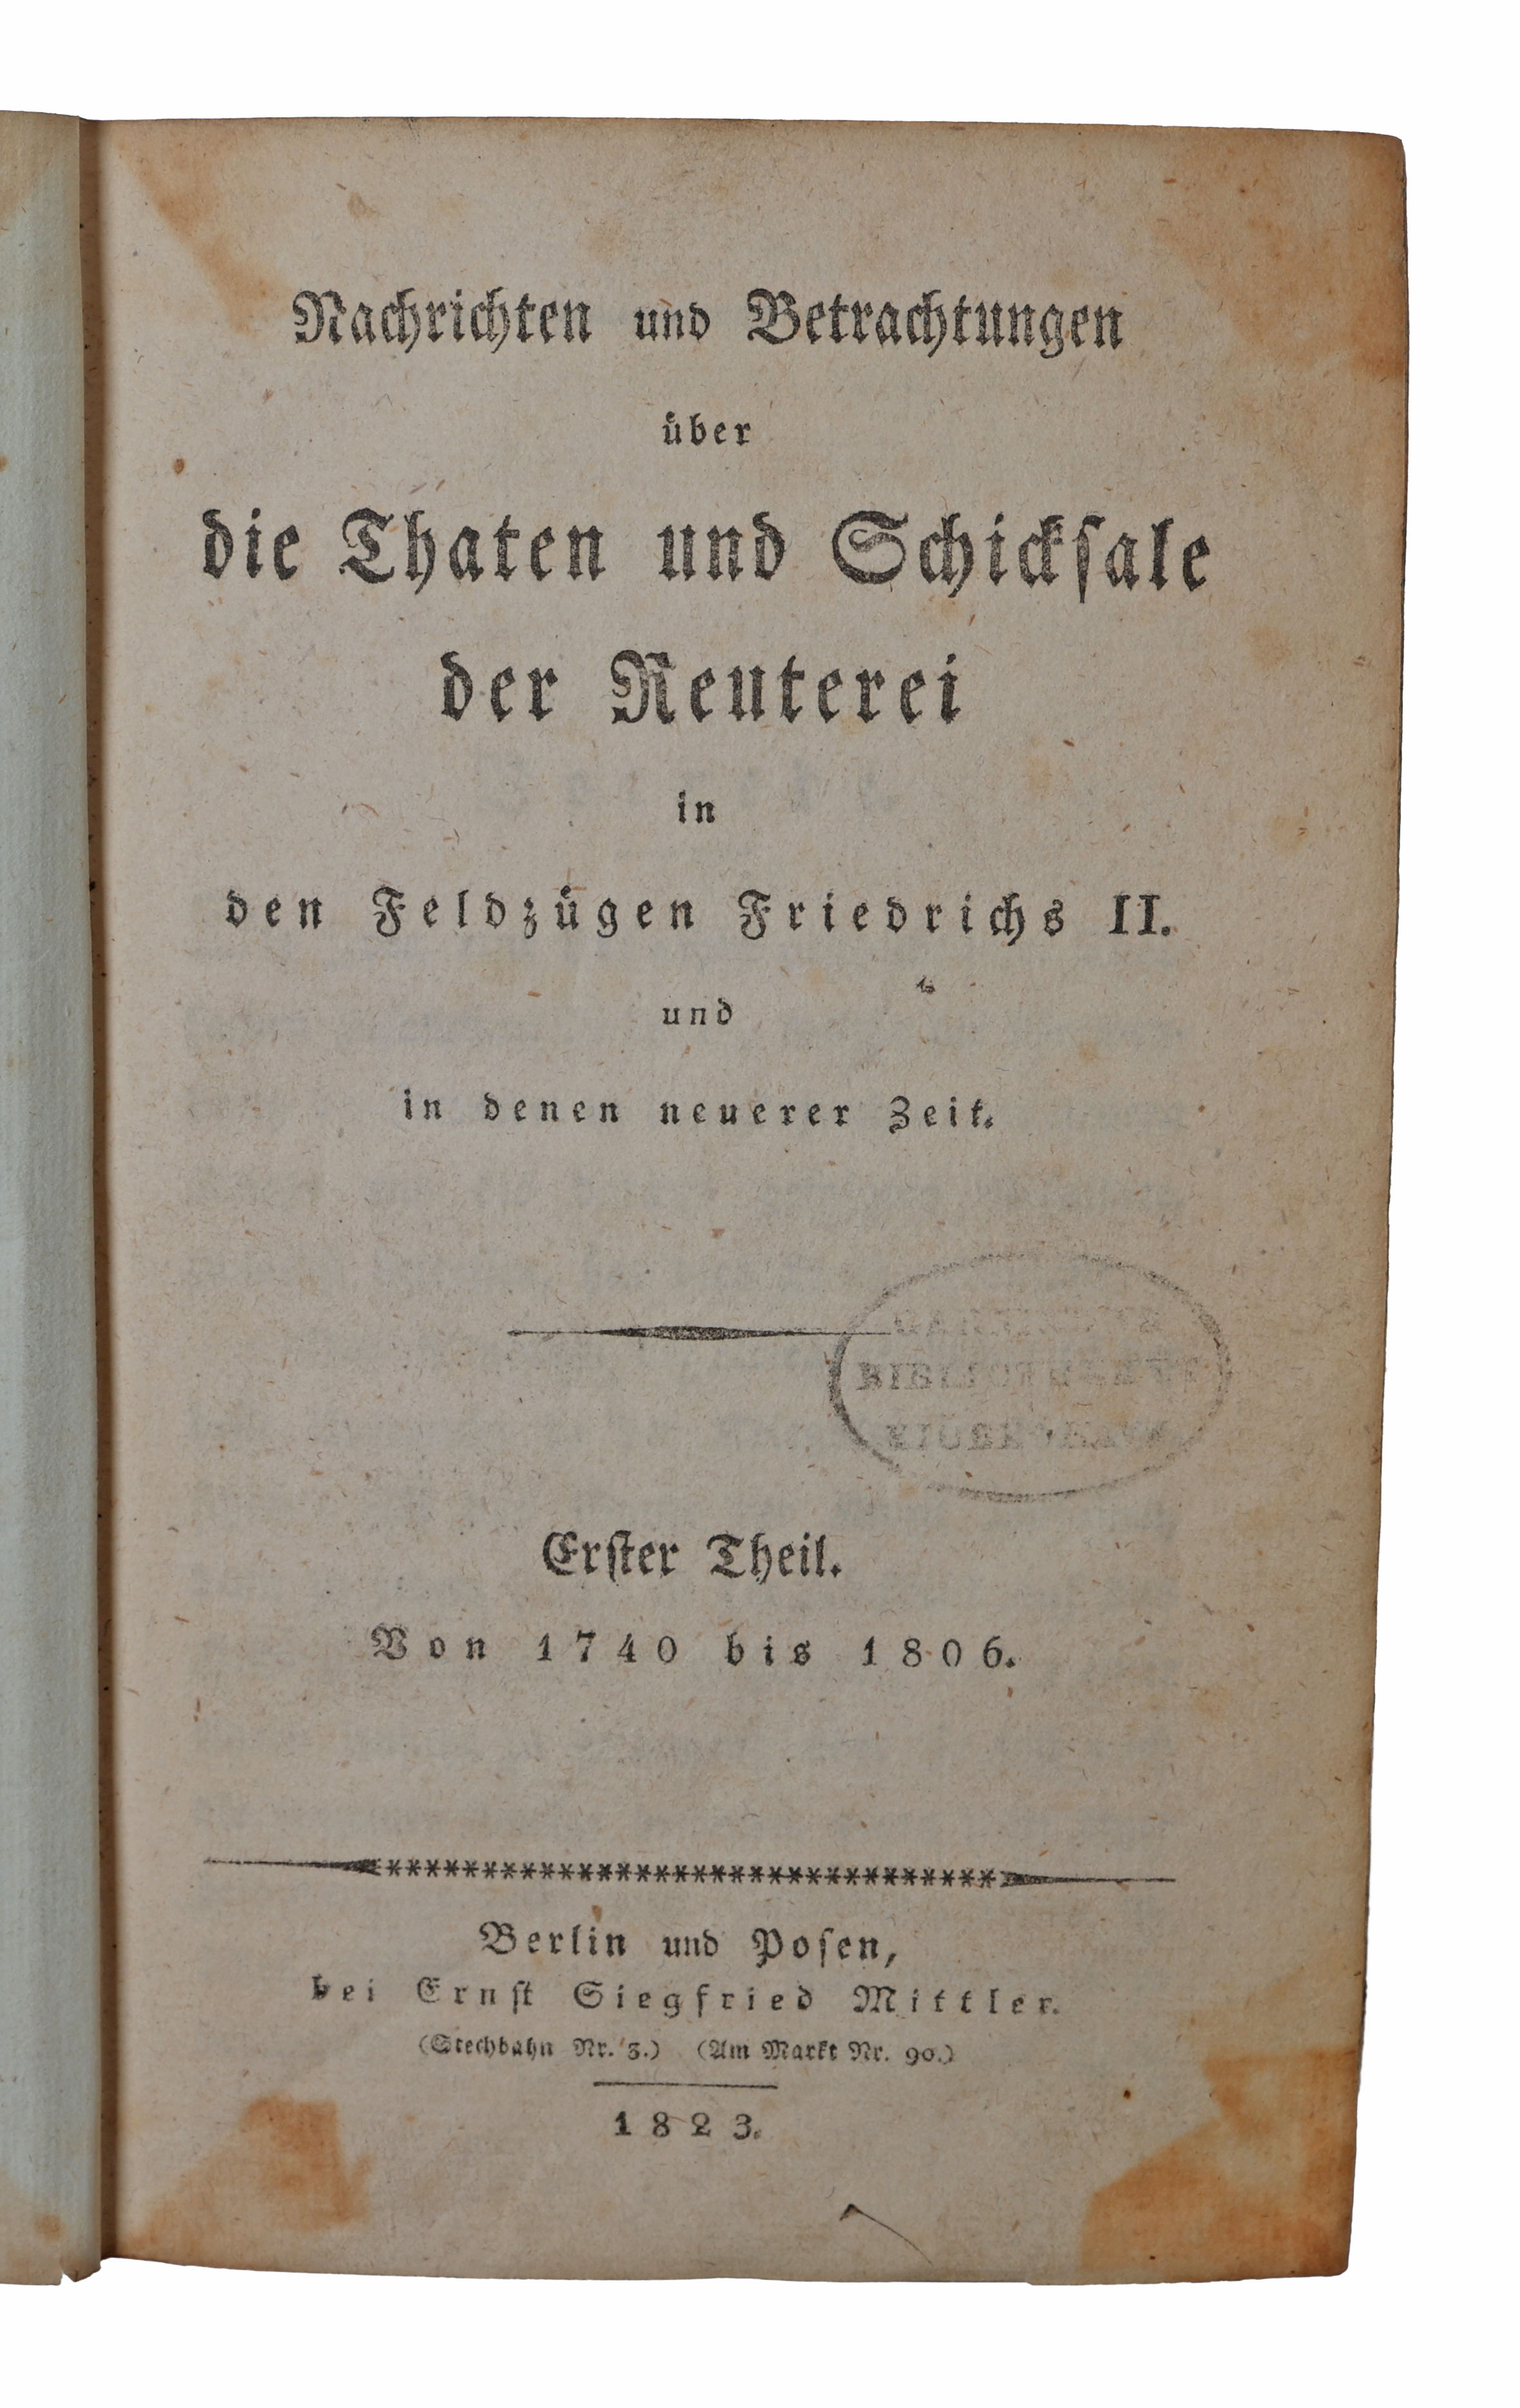 Nachrichten und Betrachtungen
über
die Thaten und Schickſale
der Reuterei
in
den Feldzügen Friedrichs II.
und
in denen neuerer Zeit.
Erſter Theil.
Von 1740 bis 1806.
Berlin und Poſen,
bei Ernſt Siegfried Mittler.
(Stechbahn Nr. 3.) (Am Markt Nr. 90.)
1823.